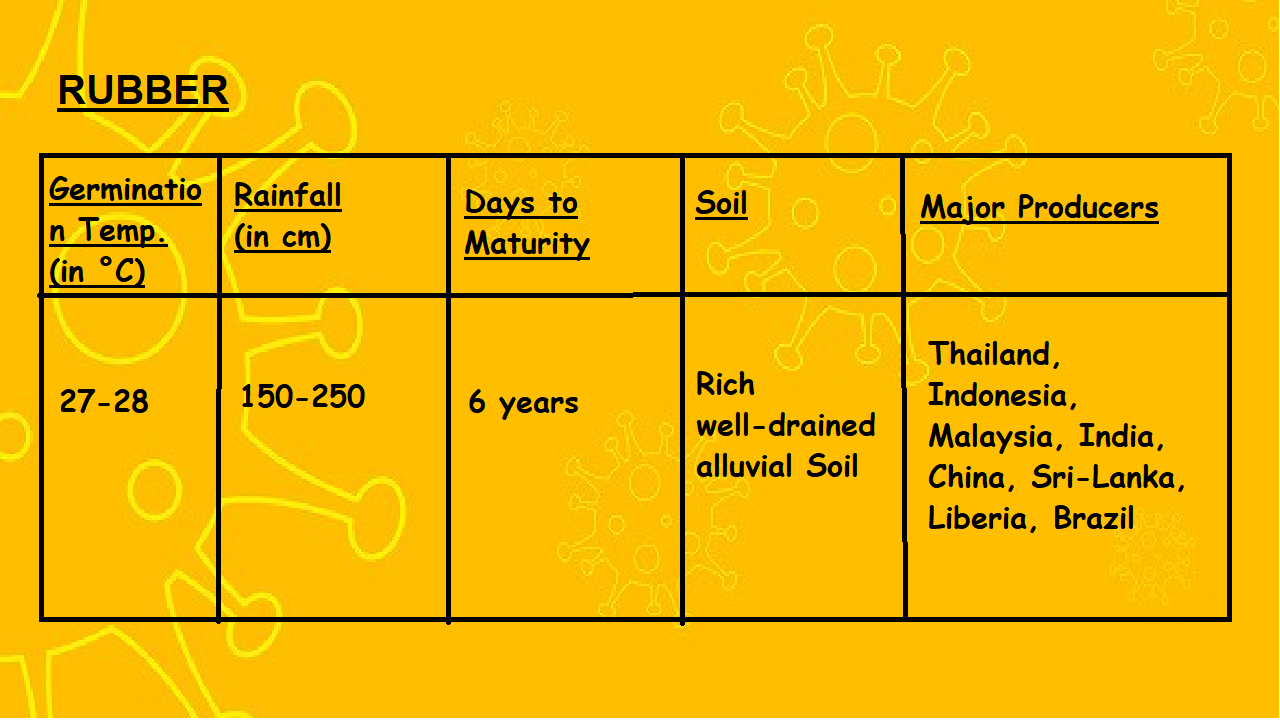 RUBBER
Germinatio
n Temp.
(in °C)
Rainfall
(in cm)
Days to
Maturity
Soil
Major Producers
27-28
150-250
6 years
Rich
well-drained
alluvial Soil
Thailand,
Indonesia,
Malaysia, India,
China, Sri-Lanka,
Liberia, Brazil